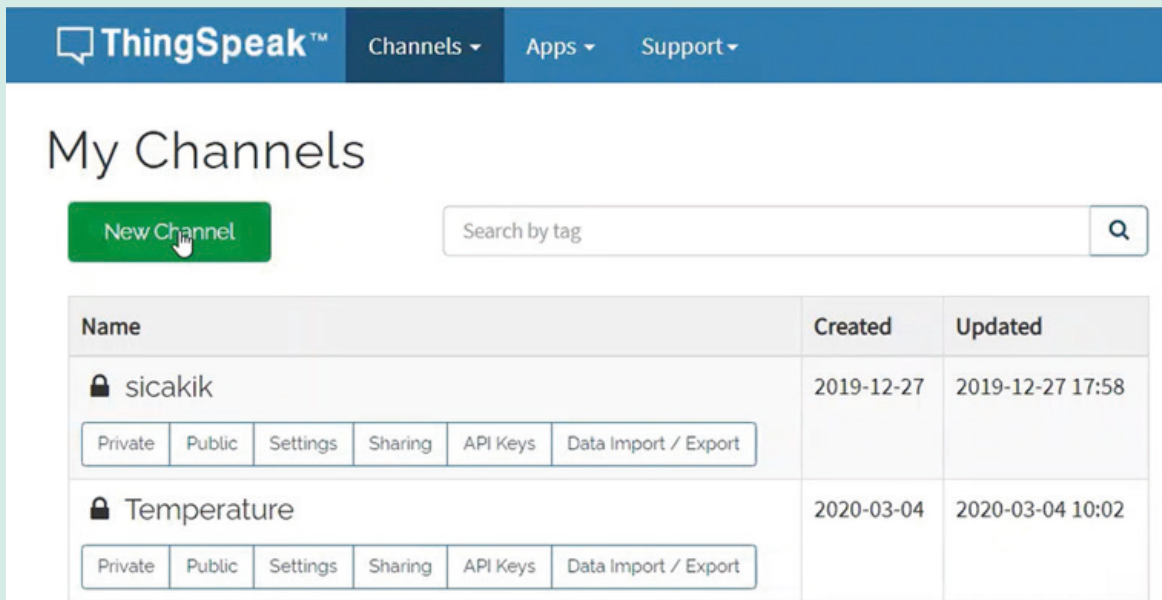 ThingSpeak™ Channels Apps Support
My Channels
New Channel Search by tag
Name Created Updated
sicakik 2019-12-27 2019-12-27 17:58
Private Public Settings Sharing API Keys Data Import / Export
Temperature 2020-03-04 2020-03-04 10:02
Private Public Settings Sharing API Keys Data Import / Export